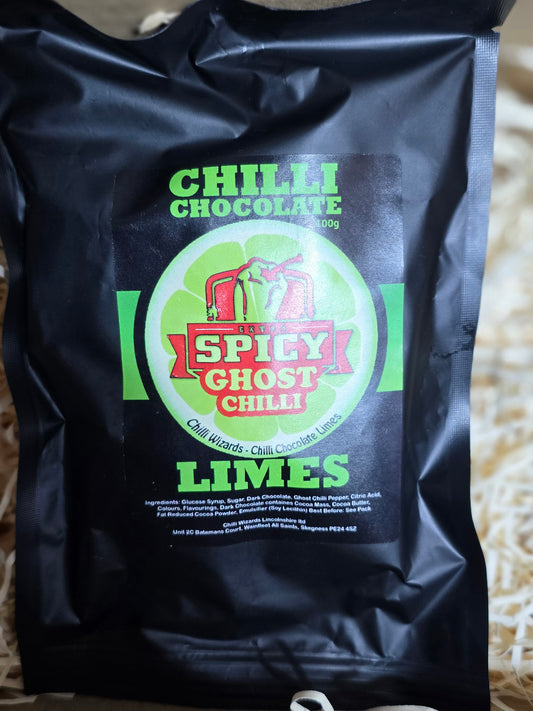 CHILLI
CHOCOLATE
100g
EXTRA
SPICY
GHOST
CHILLI
Chilli Wizards - Chilli Chocolate Limes
LIMES
Ingredients: Glucose Syrup, Sugar, Dark Chocolate, Ghost Chilli Pepper, Citric Acid,
Colours, Flavourings, Dark Chocolate containes Cocoa Mass, Cocoa Butter,
Fat Reduced Cocoa Powder, Emulsifier (Soy Lecithin) Best Before: See Pack
Chilli Wizards Lincolnshire ltd
Unit 2C Batemans Court, Wainfleet All Saints, Skegness PE24 4SZ